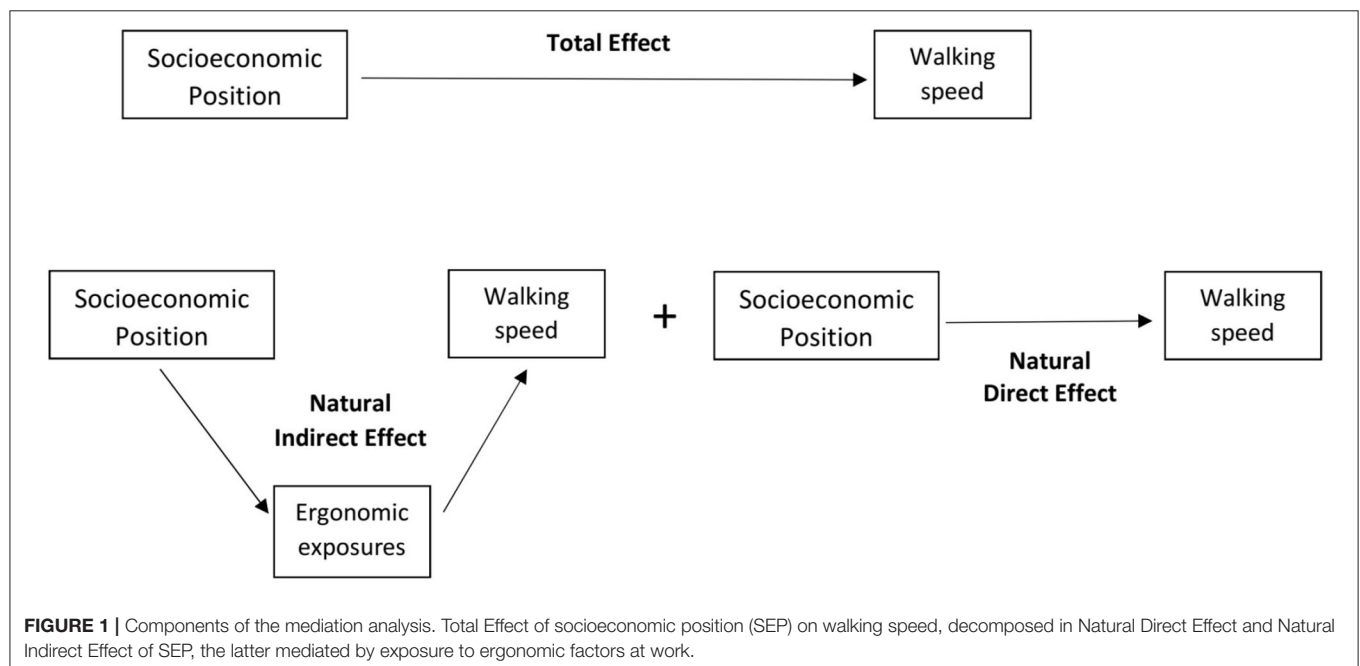 Total Effect
Socioeconomic
Position
Walking
speed
Socioeconomic
Position
Walking
speed
+
Socioeconomic
Position
Walking
speed
Natural
Indirect Effect
Natural
Direct Effect
Ergonomic
exposures
FIGURE 1 | Components of the mediation analysis. Total Effect of socioeconomic position (SEP) on walking speed, decomposed in Natural Direct Effect and Natural
Indirect Effect of SEP, the latter mediated by exposure to ergonomic factors at work.